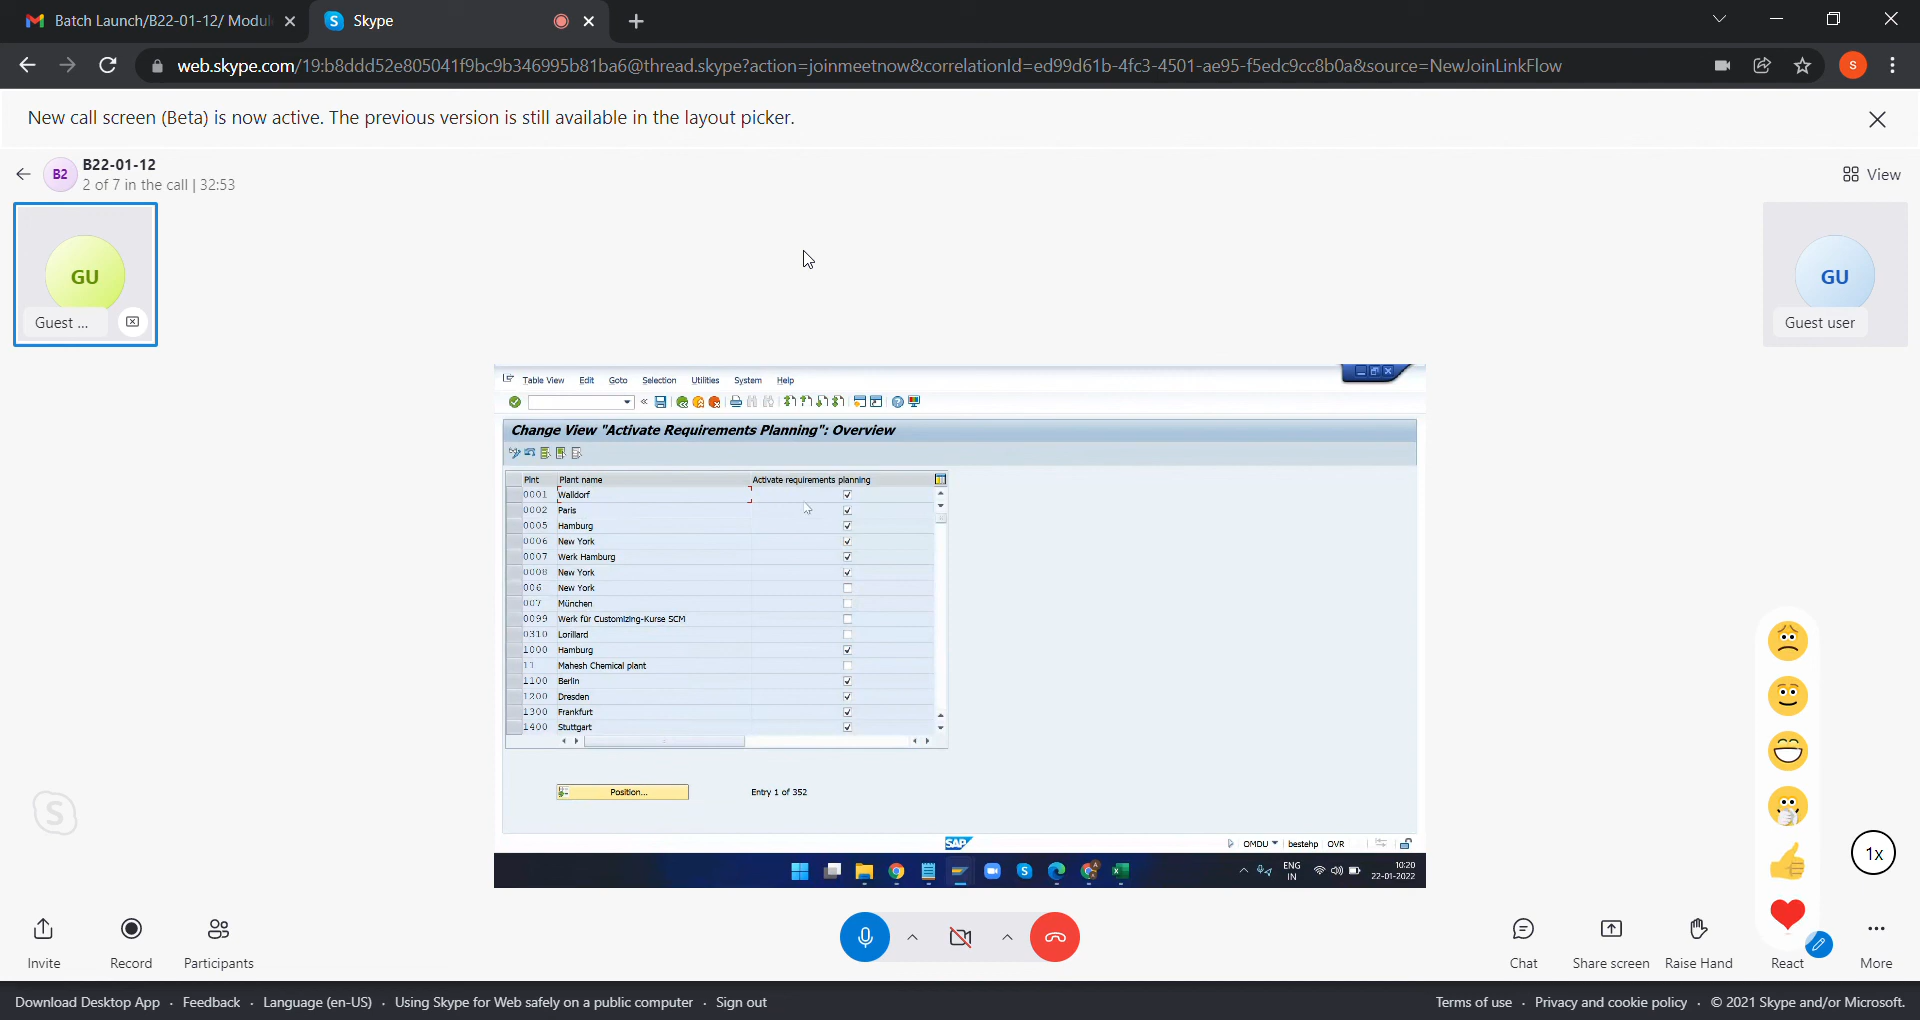 Batch Launch/B22-01-12/ Modul
Skype
web.skype.com/19:b8ddd52e805041f9bc9b346995b81ba6@thread.skype?action=joinmeetnow&correlationId=ed99d61b-4fc3-4501-ae95-f5edc9cc8b0a&source=NewJoinLinkFlow
S
New call screen (Beta) is now active. The previous version is still available in the layout picker.
B2
B22-01-12
2 of 7 in the call | 32:53
View
GU
Guest ...
GU
Guest user
Table View Edit Goto Selection Utilities System Help
Change View "Activate Requirements Planning": Overview
Plnt Plant name Activate requirements planning
0001 Walldorf
0002 Paris
0005 Hamburg
0006 New York
0007 Werk Hamburg
0008 New York
006 New York
007 München
0099 Werk für Customizing-Kurse SCM
0310 Lorillard
1000 Hamburg
11 Mahesh Chemical plant
1100 Berlin
1200 Dresden
1300 Frankfurt
1400 Stuttgart
Position... Entry 1 of 352
SAP
OMDU bestehp OVR
ENG
IN
10:20
22-01-2022
1x
Invite Record Participants
Chat Share screen Raise Hand React More
Download Desktop App · Feedback · Language (en-US) · Using Skype for Web safely on a public computer · Sign out
Terms of use · Privacy and cookie policy · © 2021 Skype and/or Microsoft.